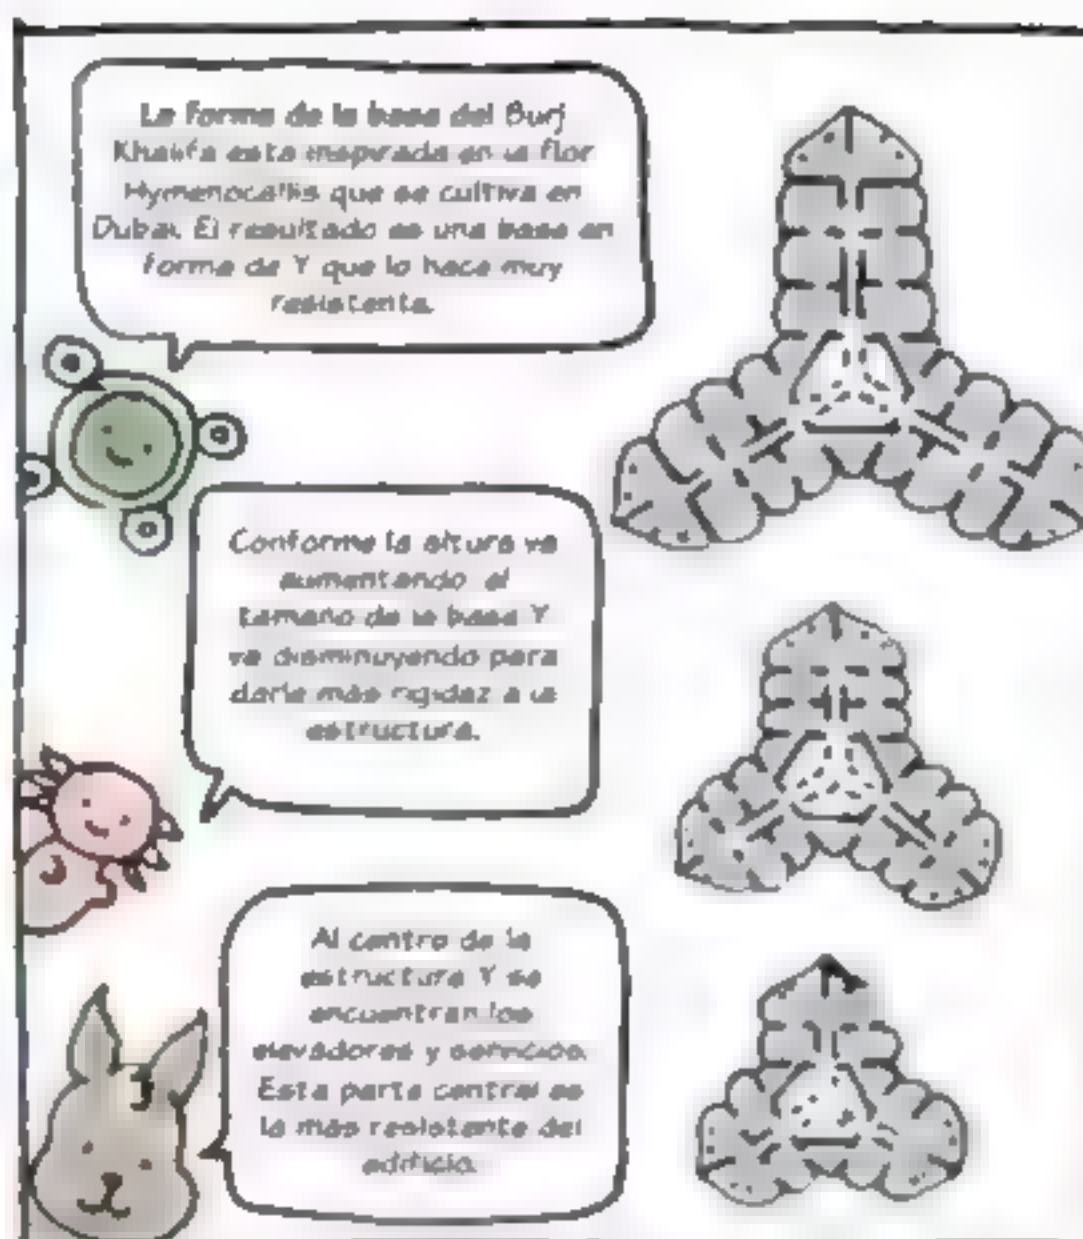 La forma de la base del Burj
Khalifa esta inspirada en la flor
Hymenocallis que se cultiva en
Dubai. El resultado es una base en
forma de Y que lo hace muy
resistente.
Conforme la altura va
aumentando el
tamaño de la base Y
va disminuyendo para
darle más rigidez a la
estructura.
Al centro de la
estructura Y se
encuentran los
elevadores y servicios.
Esta parte central es
la más resistente del
edificio.